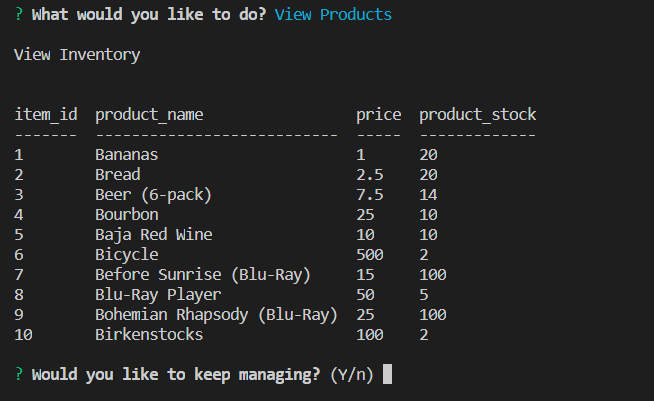 ? What would you like to do? View Products
View Inventory
item_id  product_name                price  product_stock
-------  --------------------------  -----  -------------
1        Bananas                     1      20
2        Bread                       2.5    20
3        Beer (6-pack)               7.5    14
4        Bourbon                     25     10
5        Baja Red Wine               10     10
6        Bicycle                     500    2
7        Before Sunrise (Blu-Ray)    15     100
8        Blu-Ray Player              50     5
9        Bohemian Rhapsody (Blu-Ray) 25     100
10       Birkenstocks                100    2
? Would you like to keep managing? (Y/n)